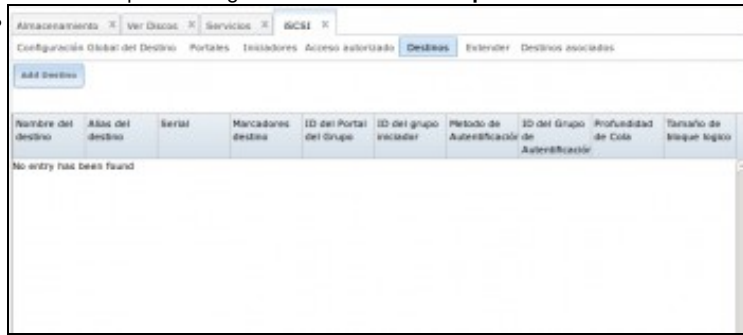 Almacenamiento X Ver Discos X Servicios X iSCSI X
Configuración Global del Destino Portales Iniciadores Acceso autorizado Destinos Extender Destinos asociados
Add Destino
Nombre del destino Alias del destino Serial Marcadores destino ID del Portal del Grupo ID del grupo iniciador Metodo de Autentificación ID del Grupo de Autentificación Profundidad de Cola Tamaño de bloque logico
No entry has been found